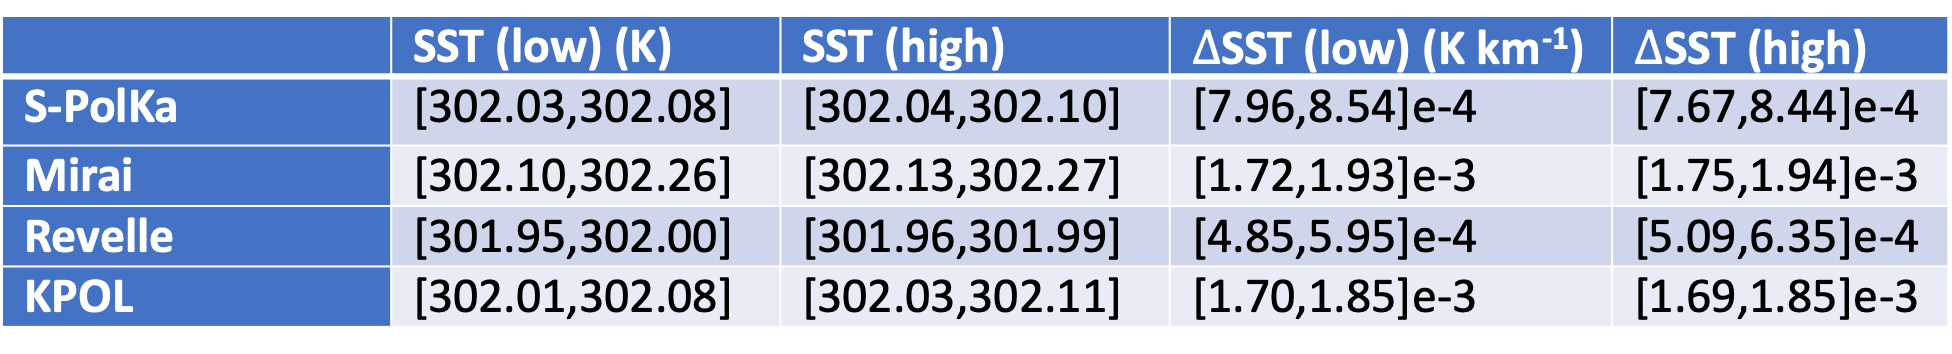 SST (low) (K) SST (high) ΔSST (low) (K km⁻¹) ΔSST (high)
S-PolKa [302.03,302.08] [302.04,302.10] [7.96,8.54]e-4 [7.67,8.44]e-4
Mirai [302.10,302.26] [302.13,302.27] [1.72,1.93]e-3 [1.75,1.94]e-3
Revelle [301.95,302.00] [301.96,301.99] [4.85,5.95]e-4 [5.09,6.35]e-4
KPOL [302.01,302.08] [302.03,302.11] [1.70,1.85]e-3 [1.69,1.85]e-3